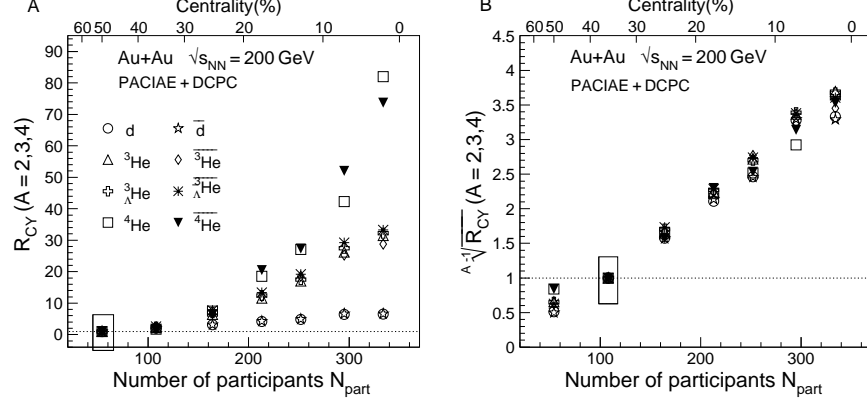 A
Centrality(%)
60 50 40 30 20 10 0
Au+Au √sNN = 200 GeV
PACIAE + DCPC
d d̅
³He ³H̅e̅
³ΛHe ³Λ̅H̅e̅
⁴He ⁴H̅e̅
RCY (A = 2,3,4)
90
80
70
60
50
40
30
20
10
0
100 200 300
Number of participants Npart
B
Centrality(%)
60 50 40 30 20 10 0
Au+Au √sNN = 200 GeV
PACIAE + DCPC
A-1√RCY (A = 2,3,4)
4.5
4
3.5
3
2.5
2
1.5
1
0.5
0
100 200 300
Number of participants Npart